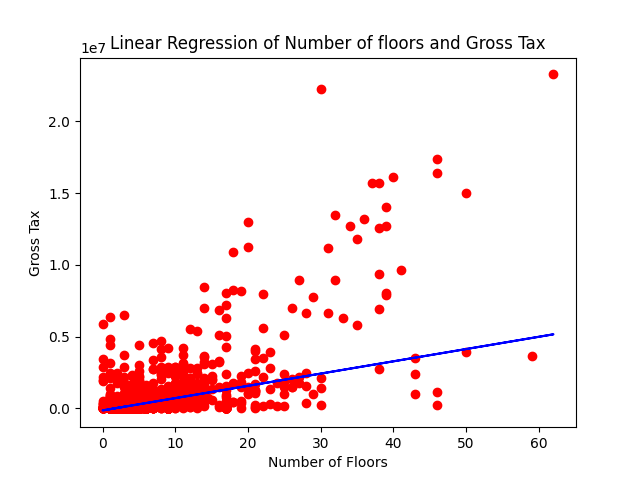 Linear Regression of Number of floors and Gross Tax
1e7
2.0
1.5
1.0
0.5
0.0
Gross Tax
0 10 20 30 40 50 60
Number of Floors